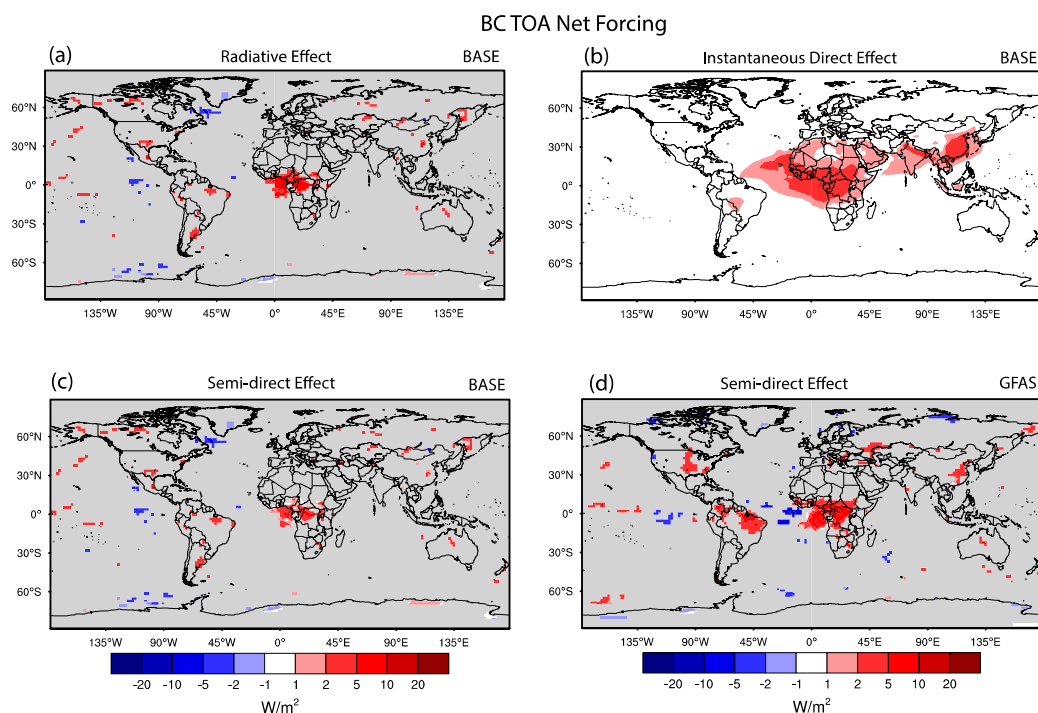 BC TOA Net Forcing
(a) Radiative Effect BASE
60°N
30°N
0°
30°S
60°S
135°W 90°W 45°W 0° 45°E 90°E 135°E
(b) Instantaneous Direct Effect BASE
60°N
30°N
0°
30°S
60°S
135°W 90°W 45°W 0° 45°E 90°E 135°E
(c) Semi-direct Effect BASE
60°N
30°N
0°
30°S
60°S
135°W 90°W 45°W 0° 45°E 90°E 135°E
-20 -10 -5 -2 -1 1 2 5 10 20
W/m²
(d) Semi-direct Effect GFAS
60°N
30°N
0°
30°S
60°S
135°W 90°W 45°W 0° 45°E 90°E 135°E
-20 -10 -5 -2 -1 1 2 5 10 20
W/m²